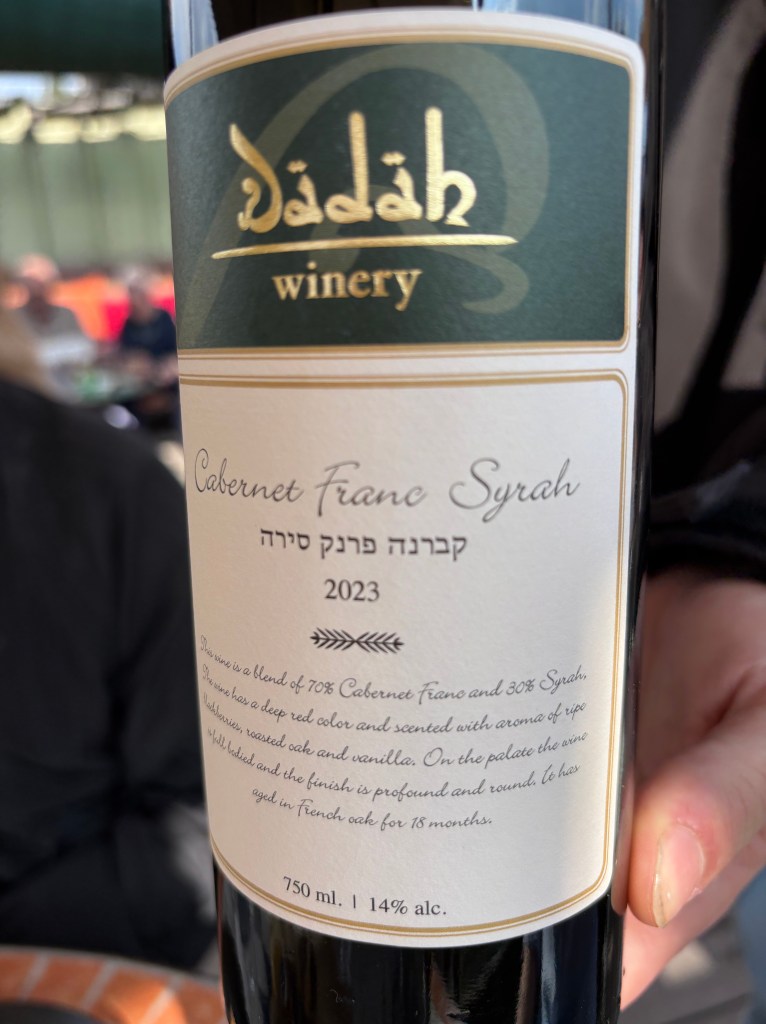 Dadah
winery
Cabernet Franc Syrah
קברנה פרנק סירה
2023
This wine is a blend of 70% Cabernet Franc and 30% Syrah,
The wine has a deep red color and scented with aroma of ripe
blackberries, roasted oak and vanilla. On the palate the wine
is full bodied and the finish is profound and round. It has
aged in French oak for 18 months.
750 ml. | 14% alc.